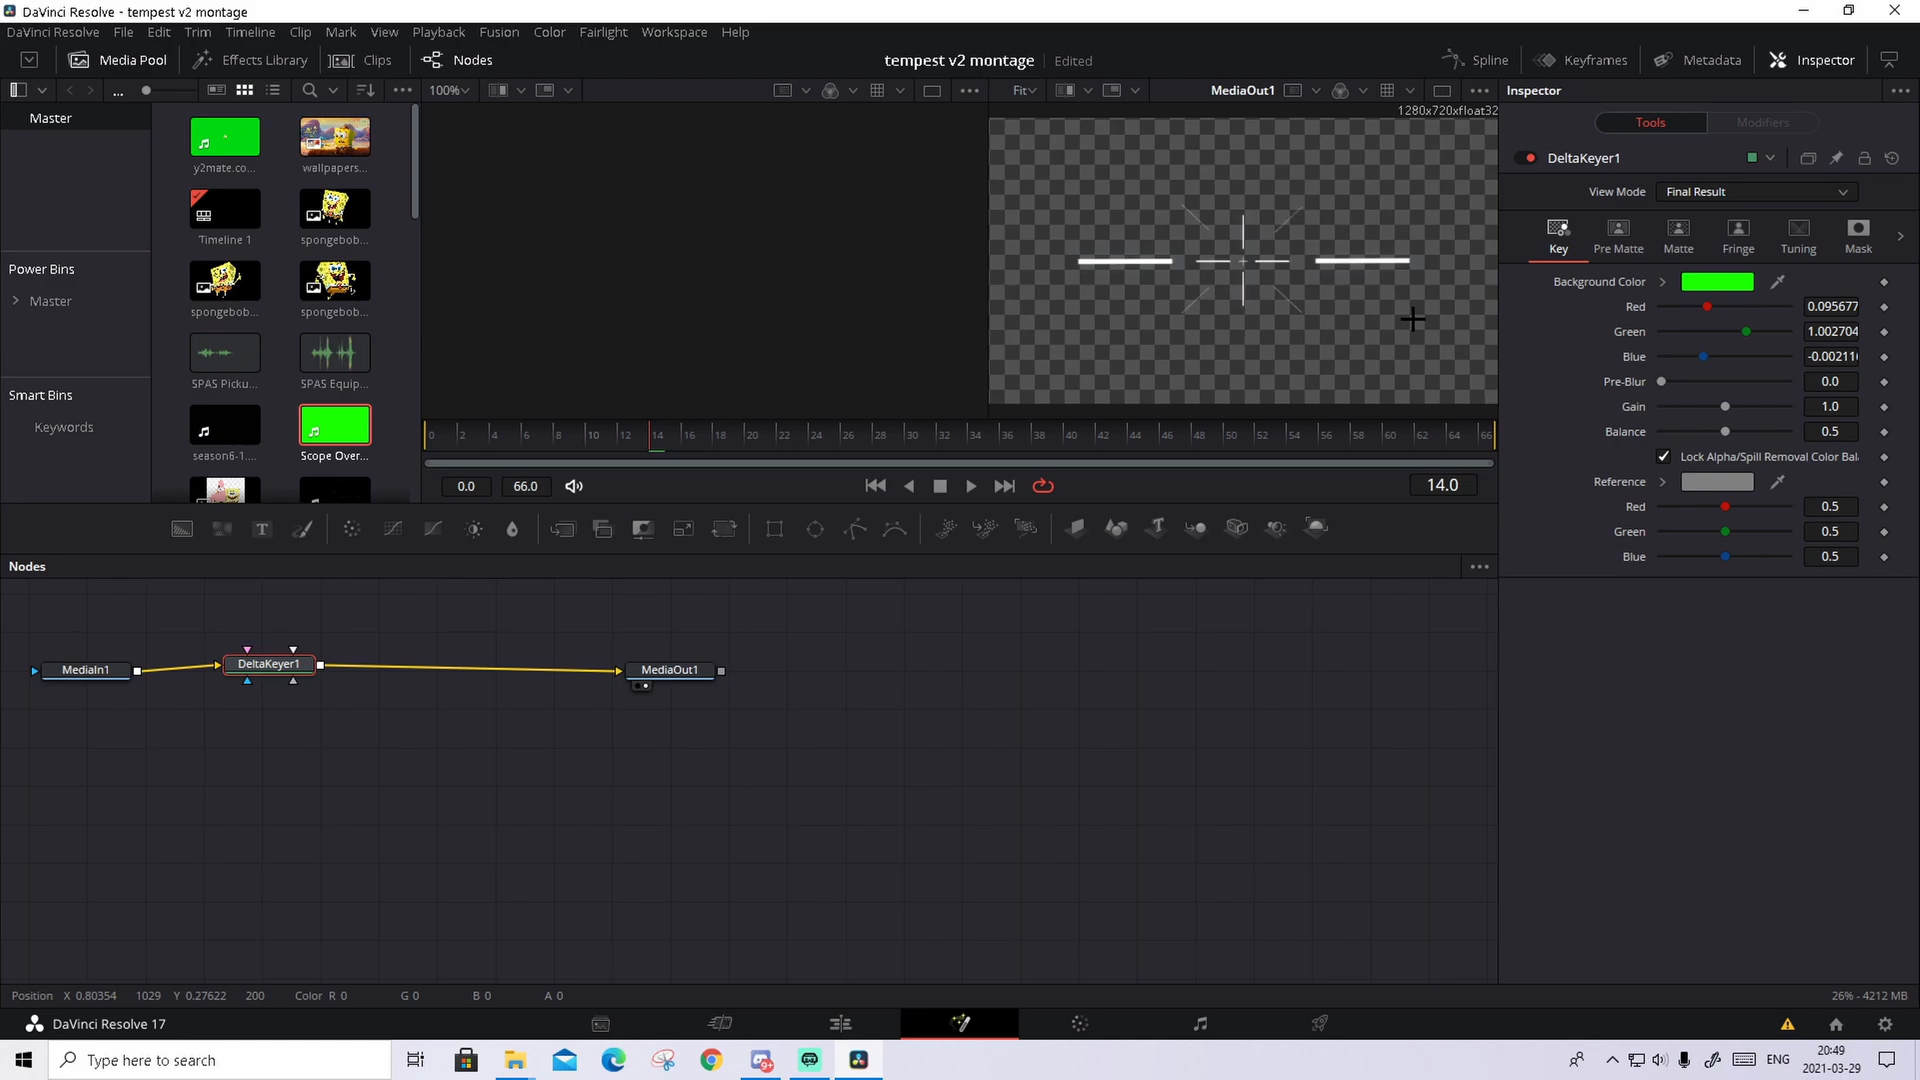 DaVinci Resolve - tempest v2 montage
DaVinci Resolve File Edit Trim Timeline Clip Mark View Playback Fusion Color Fairlight Workspace Help
Media Pool Effects Library Clips Nodes tempest v2 montage Edited Spline Keyframes Metadata Inspector
... 100% Fit MediaOut1 Inspector
1280x720xfloat32
Master
Tools Modifiers
y2mate.co... wallpapers...
DeltaKeyer1
View Mode Final Result
Timeline 1 spongebob...
Key Pre Matte Matte Fringe Tuning Mask
Power Bins
Master
Background Color
Red 0.095677
spongebob... spongebob...
Green 1.002704
Blue -0.00211
Pre-Blur 0.0
SPAS Picku... SPAS Equip...
Smart Bins
Gain 1.0
Keywords
Balance 0.5
0 2 4 6 8 10 12 14 16 18 20 22 24 26 28 30 32 34 36 38 40 42 44 46 48 50 52 54 56 58 60 62 64 66
season6-1... Scope Over...
Lock Alpha/Spill Removal Color Bal
Reference
0.0 66.0 14.0
Red 0.5
Green 0.5
Blue 0.5
T T
Nodes
MediaIn1 DeltaKeyer1 MediaOut1
Position X 0.80354 1029 Y 0.27622 200 Color R 0 G 0 B 0 A 0 26% - 4212 MB
DaVinci Resolve 17
Type here to search
9+
ENG
20:49
2021-03-29